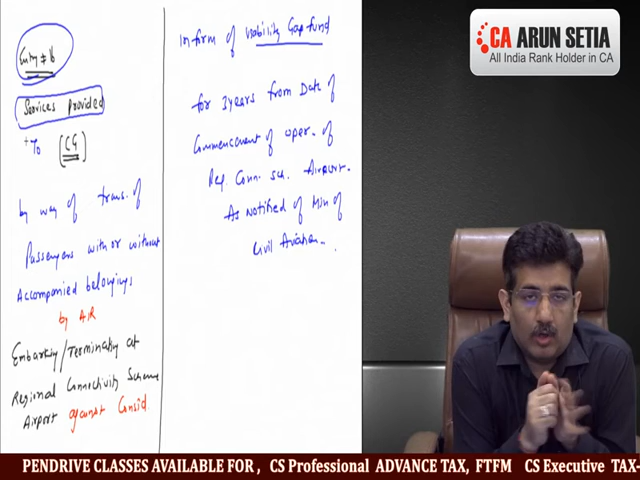 Entry # 16
Services provided
To [CG]
by way of trans. of
Passengers with or without
Accompanied belongings
by AIR
Embarking/Terminating at
Regional Connectivity Scheme
Airport against Consid.
In form of Viability Gap fund
for 3 years from Date of
Commencement of oper. of
Reg. Conn. Sch. Airport.
As notified of Min of
Civil Aviation.
CA ARUN SETIA
All India Rank Holder in CA
PENDRIVE CLASSES AVAILABLE FOR , CS Professional ADVANCE TAX, FTFM CS Executive TAX-